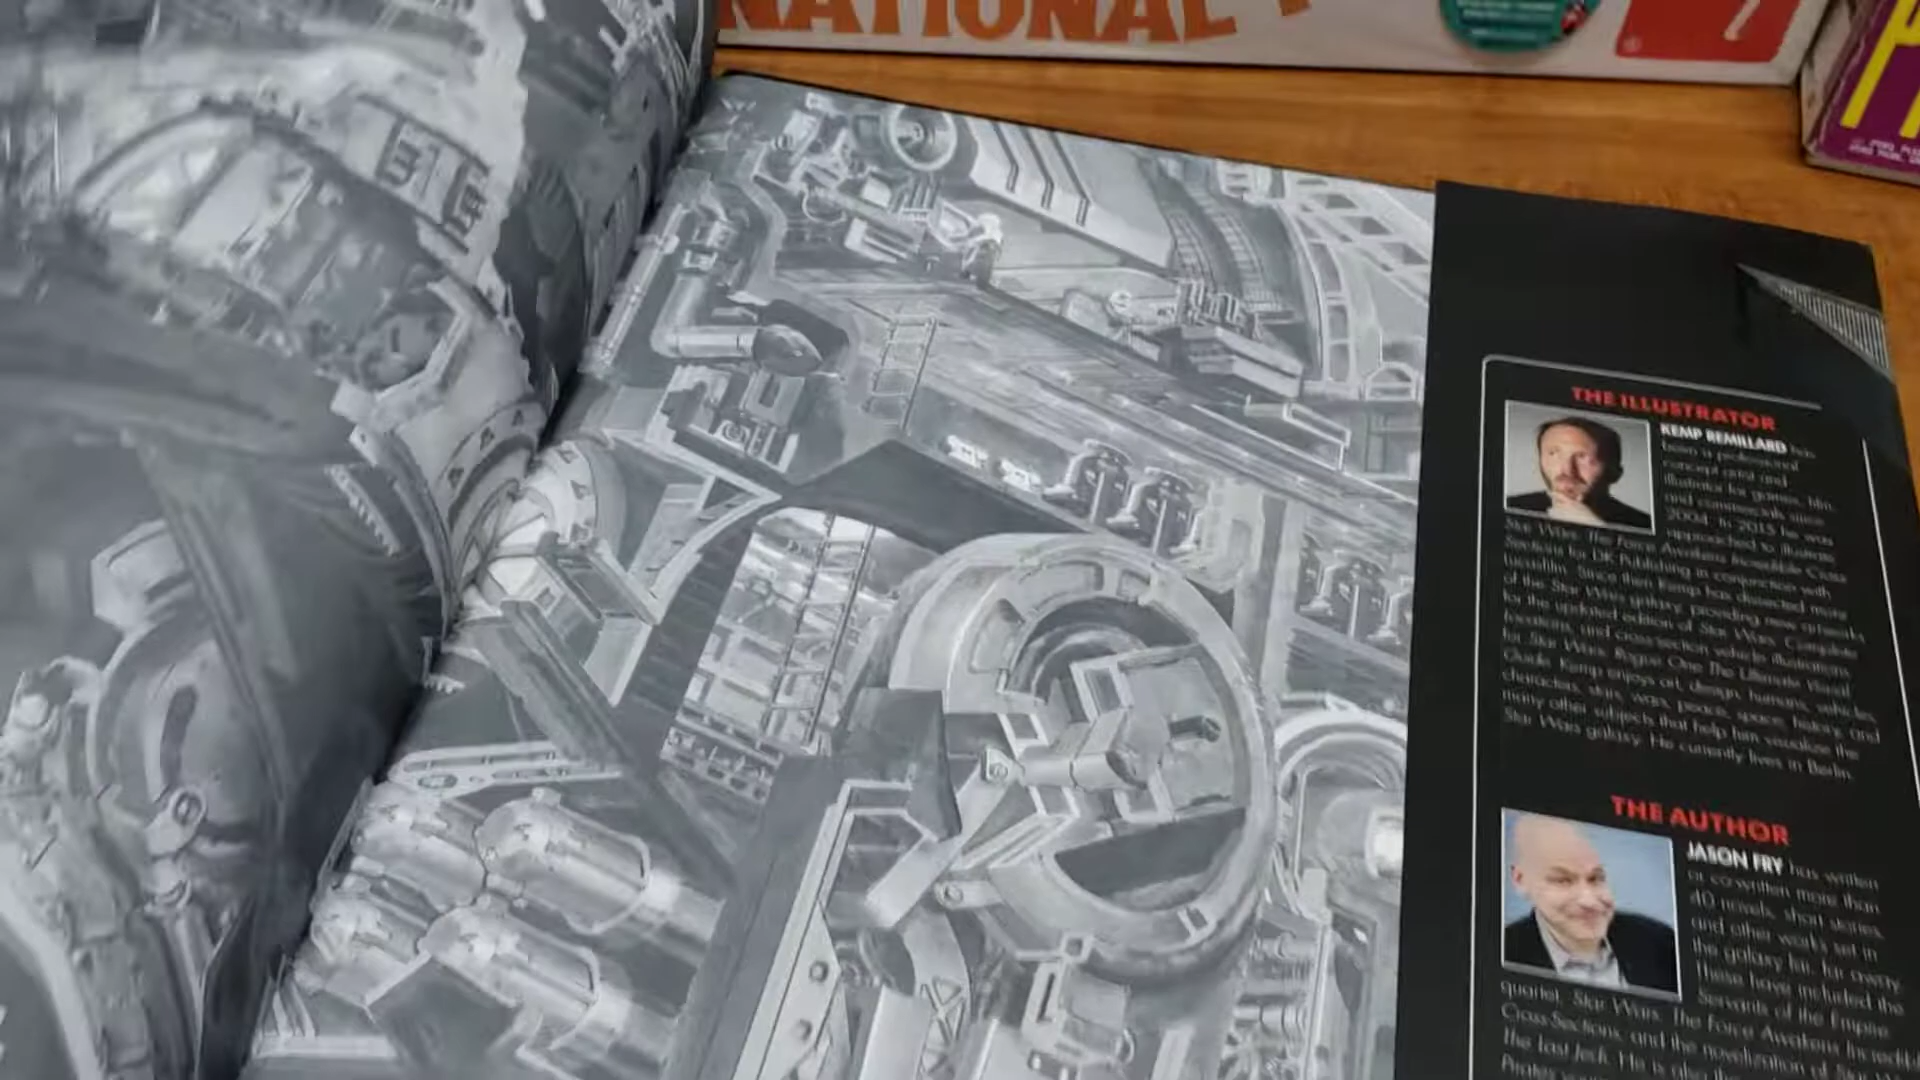 NATIONAL
THE ILLUSTRATOR
KEMP REMILLARD has
been a professional
concept artist and
illustrator for games, film,
and commercials since
2004. In 2015 he was
approached to illustrate
Star Wars: The Force Awakens Incredible Cross
Sections for DK Publishing in conjunction with
Lucasfilm. Since then Kemp has dissected more
of the Star Wars galaxy, providing new artworks
for the updated edition of Star Wars: Complete
Locations, and cross-section vehicle illustrations
for Star Wars: Rogue One The Ultimate Visual
Guide. Kemp enjoys art, design, humans, vehicles,
characters, skis, wars, peace, space, history, and
many other subjects that help him visualize the
Star Wars galaxy. He currently lives in Berlin.
THE AUTHOR
JASON FRY has written
or co-written more than
40 novels, short stories,
and other works set in
the galaxy far, far away.
These have included the
Servants of the Empire
quartet, Star Wars: The Force Awakens Incredible
Cross-Sections, and the novelization of Star
The Last Jedi. He is also the